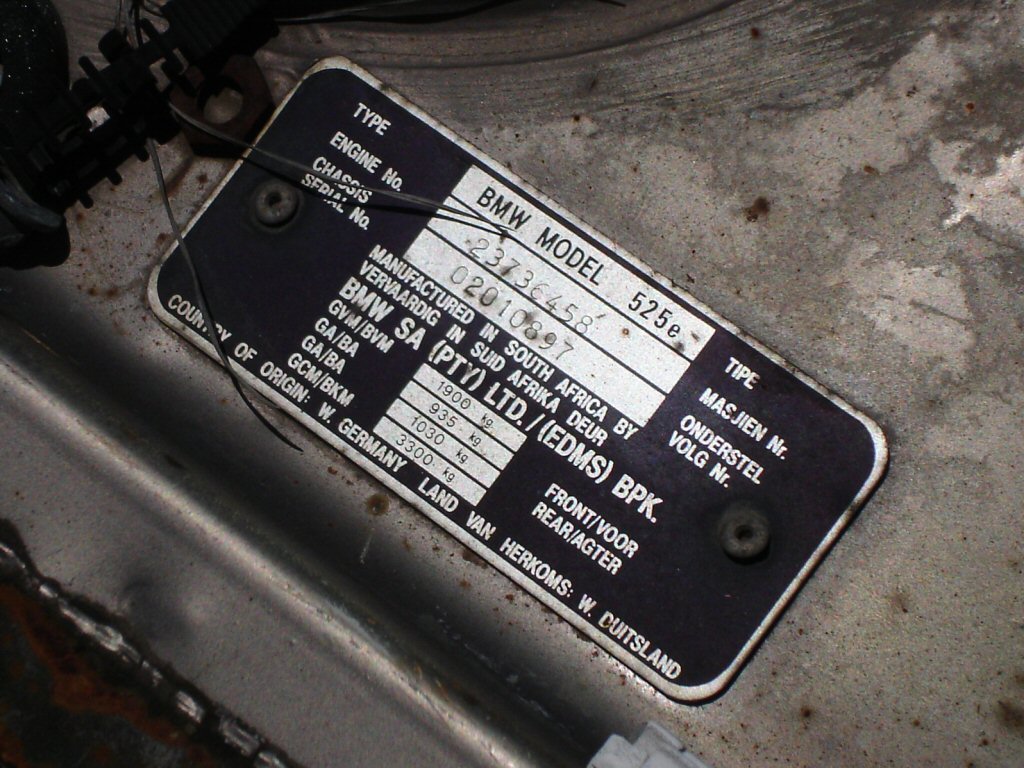 TYPE BMW MODEL 525e TIPE
ENGINE No. 23736458 MASJIEN Nr.
CHASSIS SERIAL No. 02010897 ONDERSTEL VOLG Nr.
MANUFACTURED IN SOUTH AFRICA BY
VERVAARDIG IN SUID AFRIKA DEUR
BMW SA (PTY) LTD./(EDMS) BPK.
GVM/BVM 1900 kg
GA/BA 935 kg FRONT/VOOR
GA/BA 1030 kg REAR/AGTER
GCM/BKM 3300 kg
COUNTRY OF ORIGIN: W. GERMANY LAND VAN HERKOMS: W. DUITSLAND